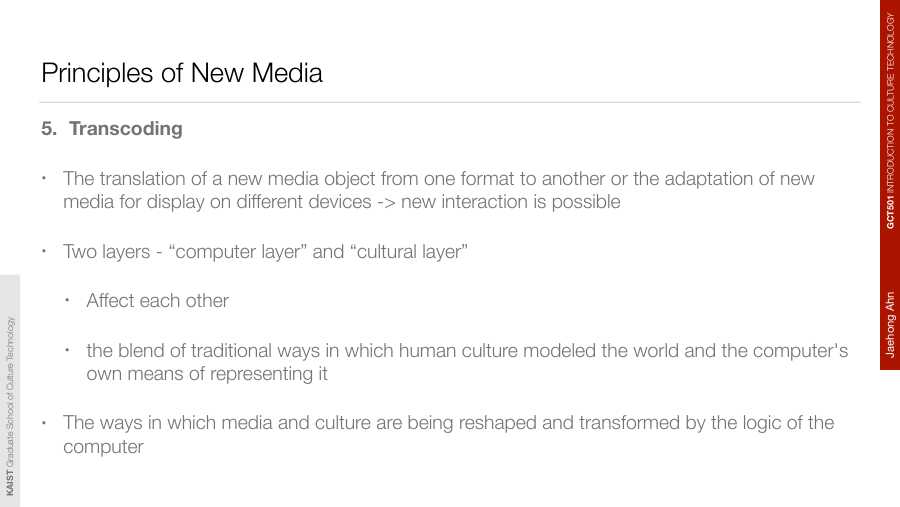 Principles of New Media
5. Transcoding
• The translation of a new media object from one format to another or the adaptation of new
media for display on different devices -> new interaction is possible
• Two layers - “computer layer” and “cultural layer”
• Affect each other
• the blend of traditional ways in which human culture modeled the world and the computer's
own means of representing it
• The ways in which media and culture are being reshaped and transformed by the logic of the
computer
KAIST Graduate School of Culture Technology
GCT501 INTRODUCTION TO CULTURE TECHNOLOGY
Jaehong Ahn